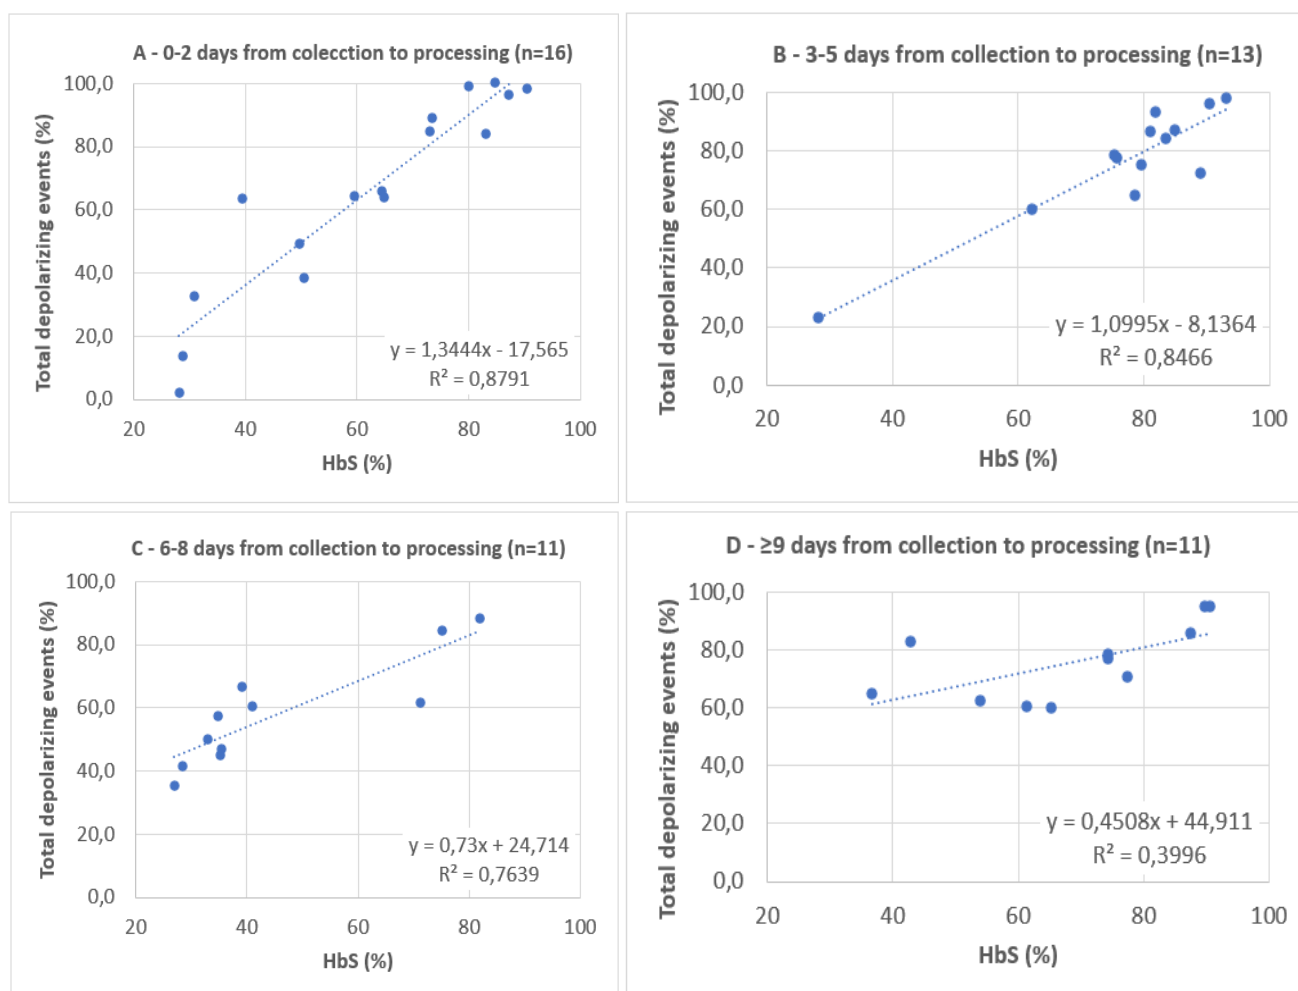 A - 0-2 days from colecction to processing (n=16)
Total depolarizing events (%)
100,0
80,0
60,0
40,0
20,0
0,0
20 40 60 80 100
HbS (%)
y = 1,3444x - 17,565
R² = 0,8791
B - 3-5 days from collection to processing (n=13)
Total depolarizing events (%)
100,0
80,0
60,0
40,0
20,0
0,0
20 40 60 80 100
HbS (%)
y = 1,0995x - 8,1364
R² = 0,8466
C - 6-8 days from collection to processing (n=11)
Total depolarizing events (%)
100,0
80,0
60,0
40,0
20,0
0,0
20 40 60 80 100
HbS (%)
y = 0,73x + 24,714
R² = 0,7639
D - ≥9 days from collection to processing (n=11)
Total depolarizing events (%)
100,0
80,0
60,0
40,0
20,0
0,0
20 40 60 80 100
HbS (%)
y = 0,4508x + 44,911
R² = 0,3996